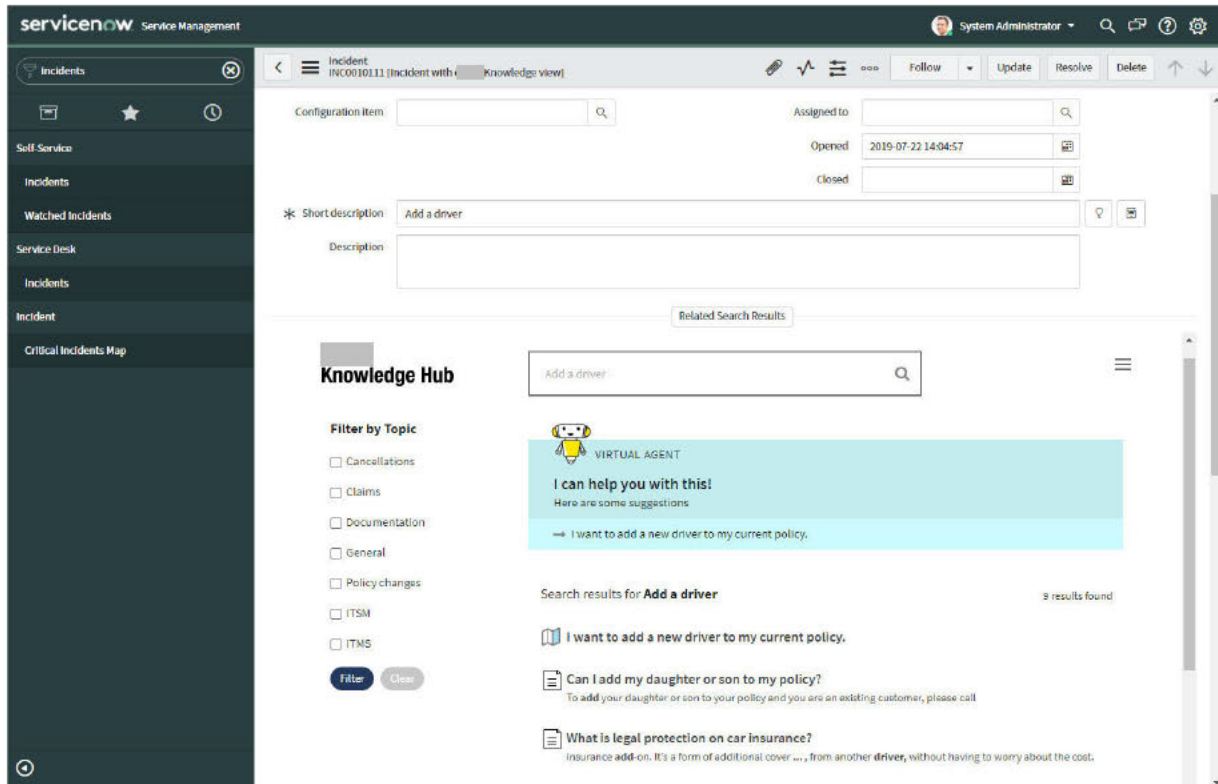 servicenow Service Management
System Administrator
Incidents
Incident
INC0010111 [Incident with Knowledge view]
Follow
Update
Resolve
Delete
Self-Service
Incidents
Watched Incidents
Service Desk
Incidents
Incident
Critical Incidents Map
Configuration item
Assigned to
Opened
2019-07-22 14:04:57
Closed
Short description
Add a driver
Description
Related Search Results
Knowledge Hub
Add a driver
Filter by Topic
Cancellations
Claims
Documentation
General
Policy changes
ITSM
ITMS
Filter
Clear
VIRTUAL AGENT
I can help you with this!
Here are some suggestions
I want to add a new driver to my current policy.
Search results for Add a driver
9 results found
I want to add a new driver to my current policy.
Can I add my daughter or son to my policy?
To add your daughter or son to your policy and you are an existing customer, please call
What is legal protection on car insurance?
Insurance add-on. It's a form of additional cover ... , from another driver, without having to worry about the cost.